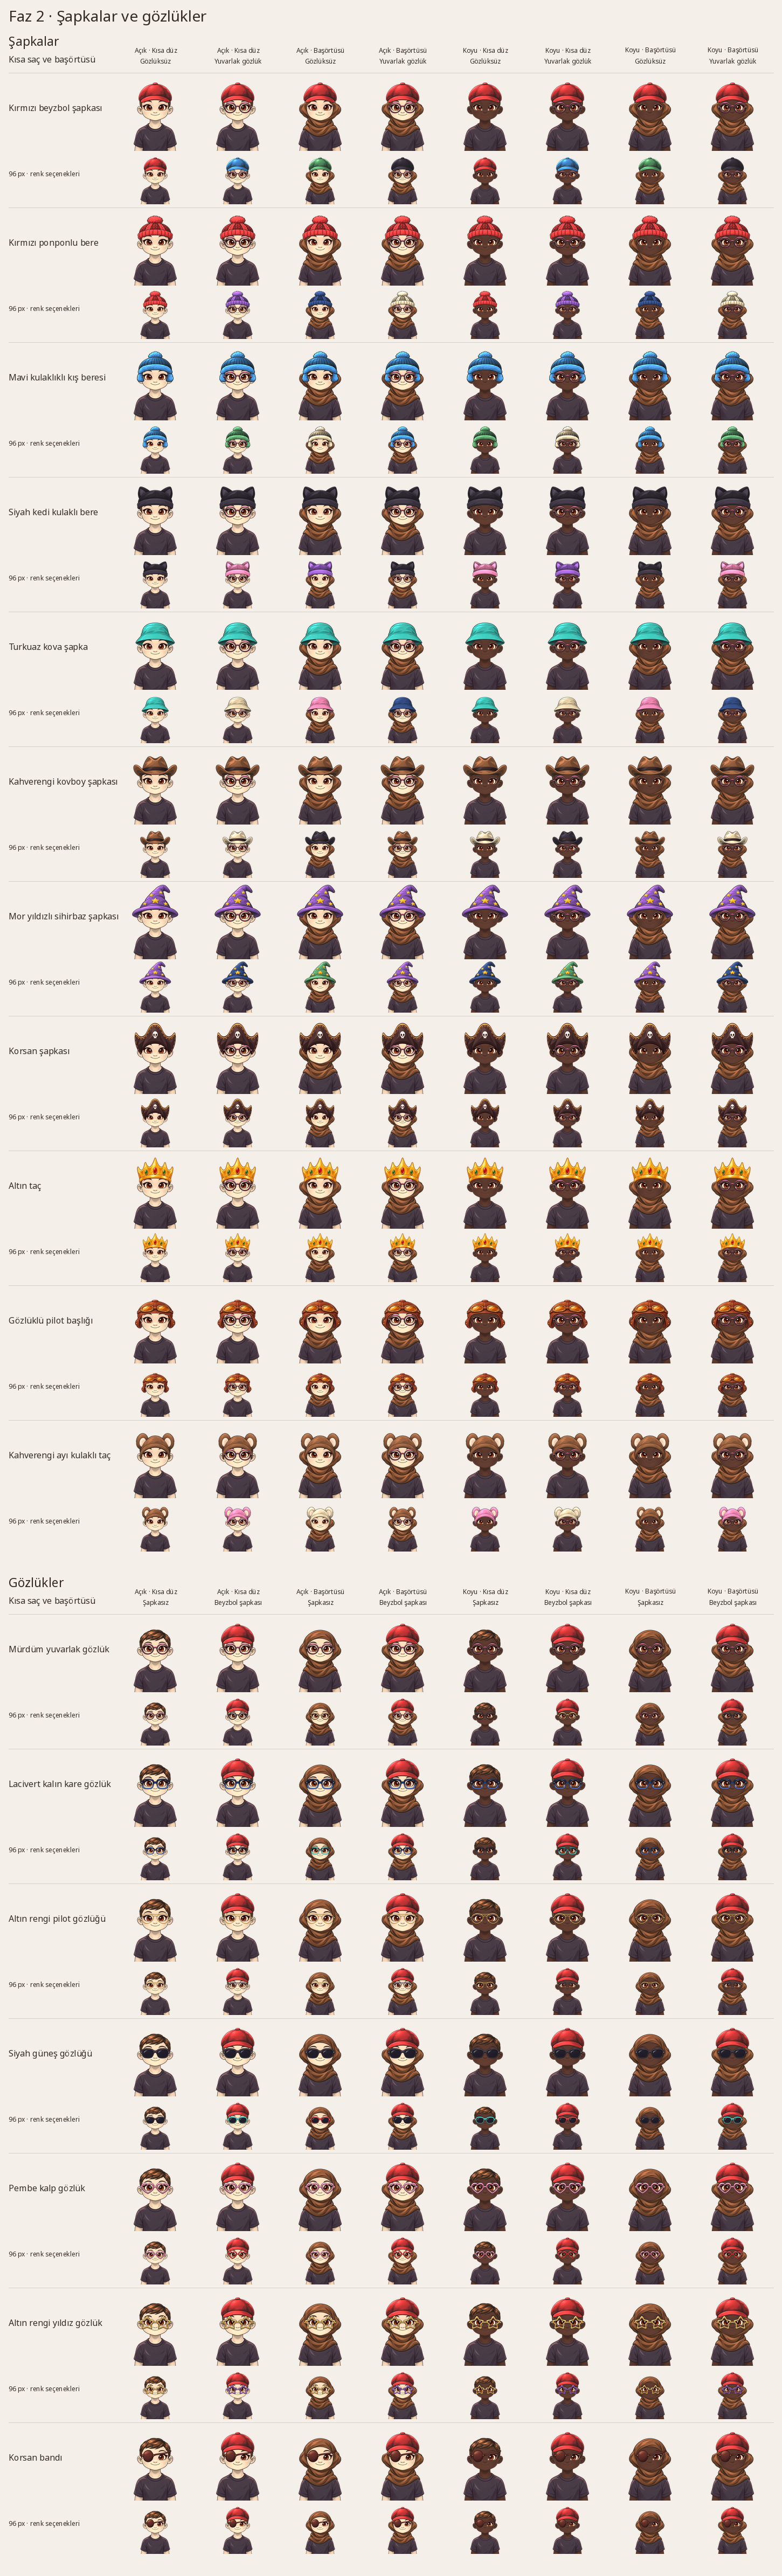 Faz 2 · Şapkalar ve gözlükler
Şapkalar
Kısa saç ve başörtüsü
Açık · Kısa düz
Gözlüksüz
Açık · Kısa düz
Yuvarlak gözlük
Açık · Başörtüsü
Gözlüksüz
Açık · Başörtüsü
Yuvarlak gözlük
Koyu · Kısa düz
Gözlüksüz
Koyu · Kısa düz
Yuvarlak gözlük
Koyu · Başörtüsü
Gözlüksüz
Koyu · Başörtüsü
Yuvarlak gözlük
Kırmızı beyzbol şapkası
96 px · renk seçenekleri
Kırmızı ponponlu bere
96 px · renk seçenekleri
Mavi kulaklıklı kış beresi
96 px · renk seçenekleri
Siyah kedi kulaklı bere
96 px · renk seçenekleri
Turkuaz kova şapka
96 px · renk seçenekleri
Kahverengi kovboy şapkası
96 px · renk seçenekleri
Mor yıldızlı sihirbaz şapkası
96 px · renk seçenekleri
Korsan şapkası
96 px · renk seçenekleri
Altın taç
96 px · renk seçenekleri
Gözlüklü pilot başlığı
96 px · renk seçenekleri
Kahverengi ayı kulaklı taç
96 px · renk seçenekleri
Gözlükler
Kısa saç ve başörtüsü
Açık · Kısa düz
Şapkasız
Açık · Kısa düz
Beyzbol şapkası
Açık · Başörtüsü
Şapkasız
Açık · Başörtüsü
Beyzbol şapkası
Koyu · Kısa düz
Şapkasız
Koyu · Kısa düz
Beyzbol şapkası
Koyu · Başörtüsü
Şapkasız
Koyu · Başörtüsü
Beyzbol şapkası
Mürdüm yuvarlak gözlük
96 px · renk seçenekleri
Lacivert kalın kare gözlük
96 px · renk seçenekleri
Altın rengi pilot gözlüğü
96 px · renk seçenekleri
Siyah güneş gözlüğü
96 px · renk seçenekleri
Pembe kalp gözlük
96 px · renk seçenekleri
Altın rengi yıldız gözlük
96 px · renk seçenekleri
Korsan bandı
96 px · renk seçenekleri